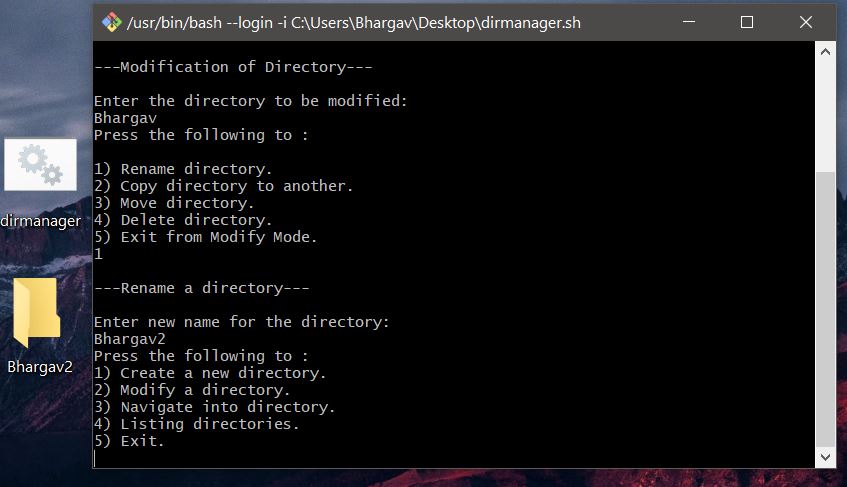 /usr/bin/bash --login -i C:\Users\Bhargav\Desktop\dirmanager.sh
---Modification of Directory---
Enter the directory to be modified:
Bhargav
Press the following to :
1) Rename directory.
2) Copy directory to another.
3) Move directory.
4) Delete directory.
5) Exit from Modify Mode.
1
---Rename a directory---
Enter new name for the directory:
Bhargav2
Press the following to :
1) Create a new directory.
2) Modify a directory.
3) Navigate into directory.
4) Listing directories.
5) Exit.
dirmanager
Bhargav2